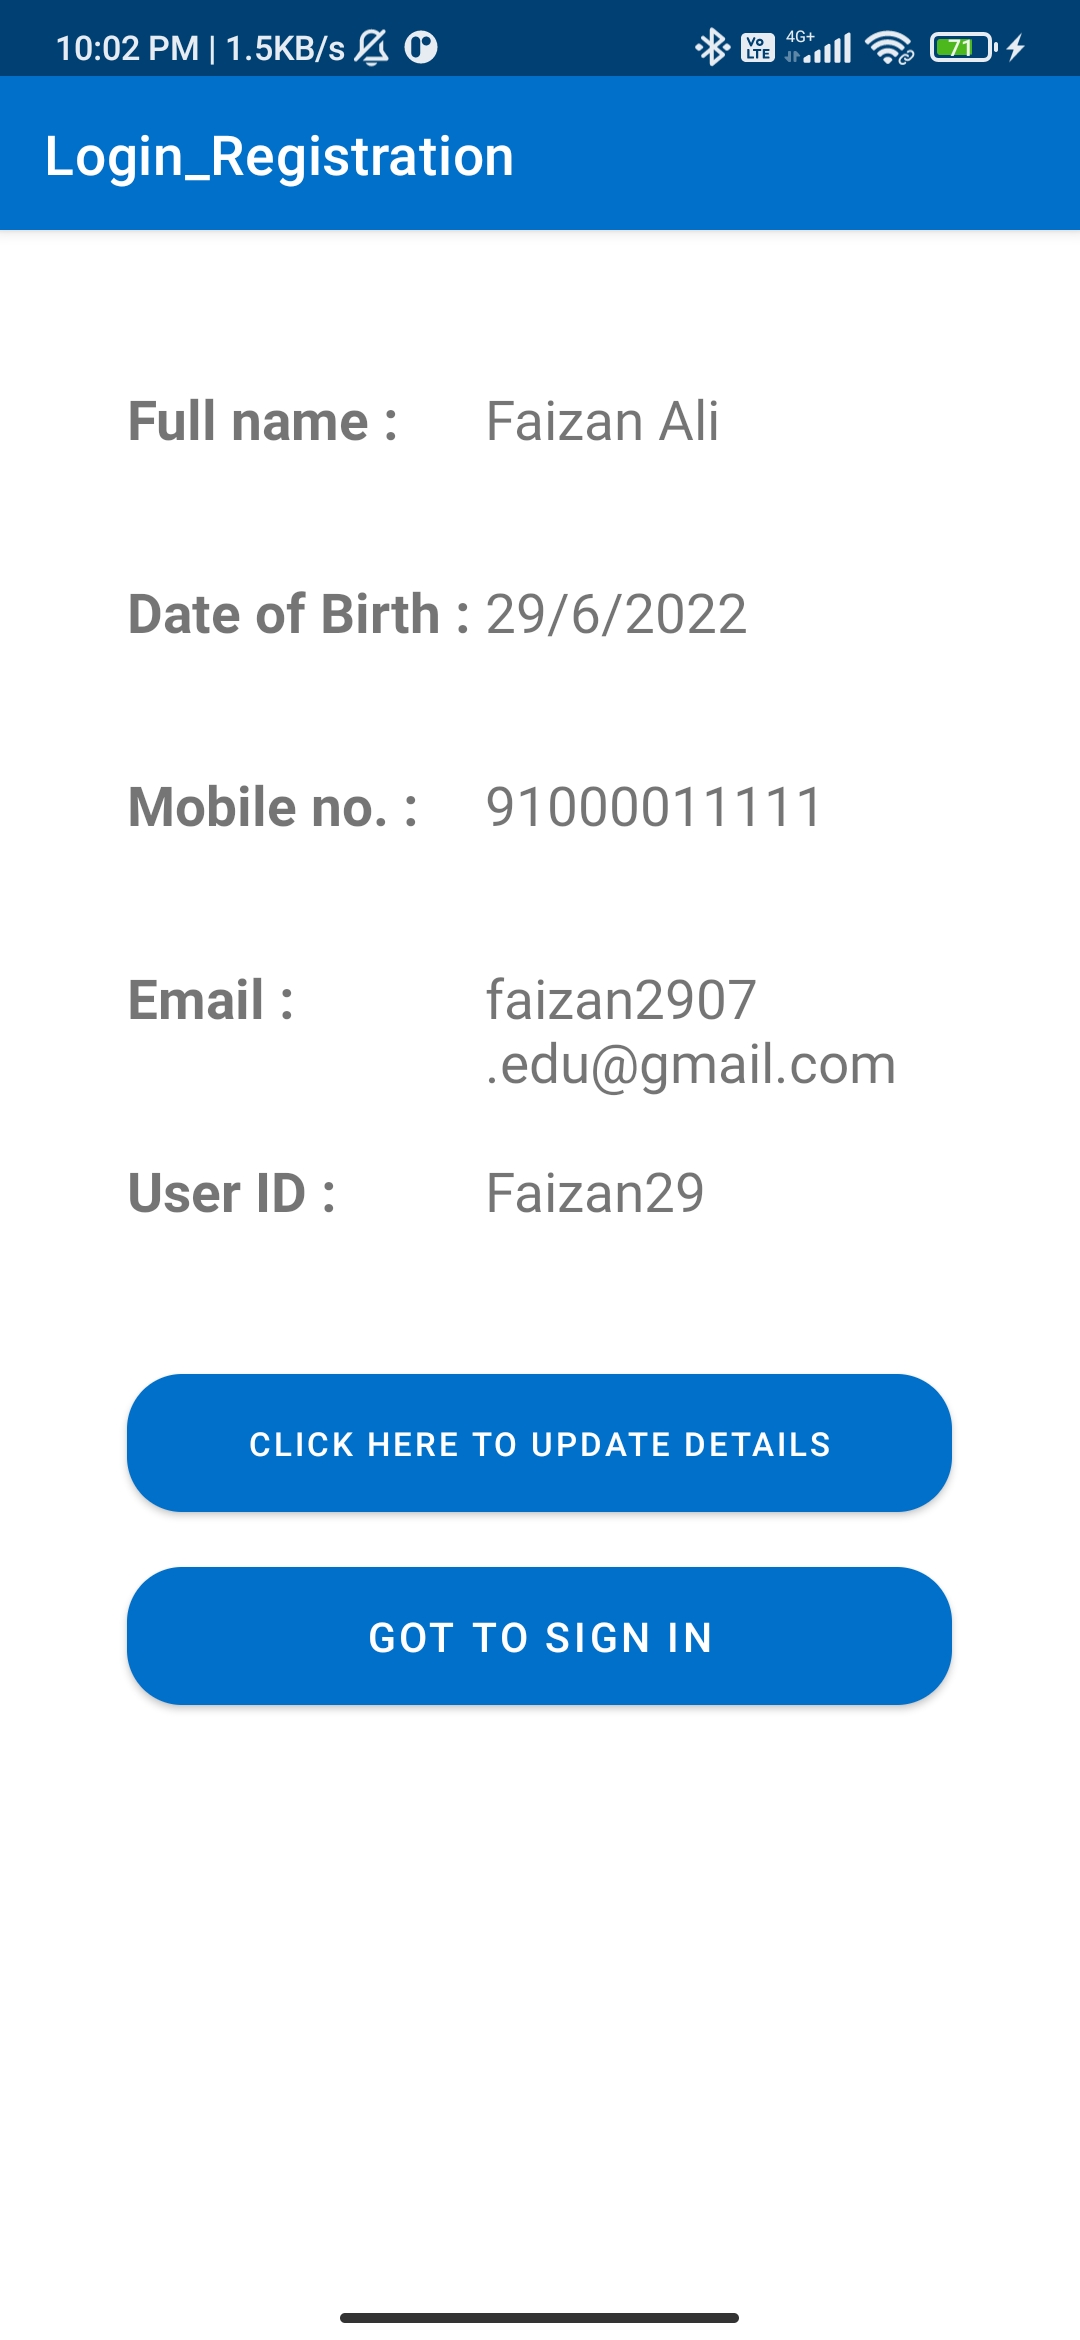 10:02 PM | 1.5KB/s Vo LTE 4G+ 71
Login_Registration
Full name : Faizan Ali
Date of Birth : 29/6/2022
Mobile no. : 91000011111
Email : faizan2907
.edu@gmail.com
User ID : Faizan29
CLICK HERE TO UPDATE DETAILS
GOT TO SIGN IN